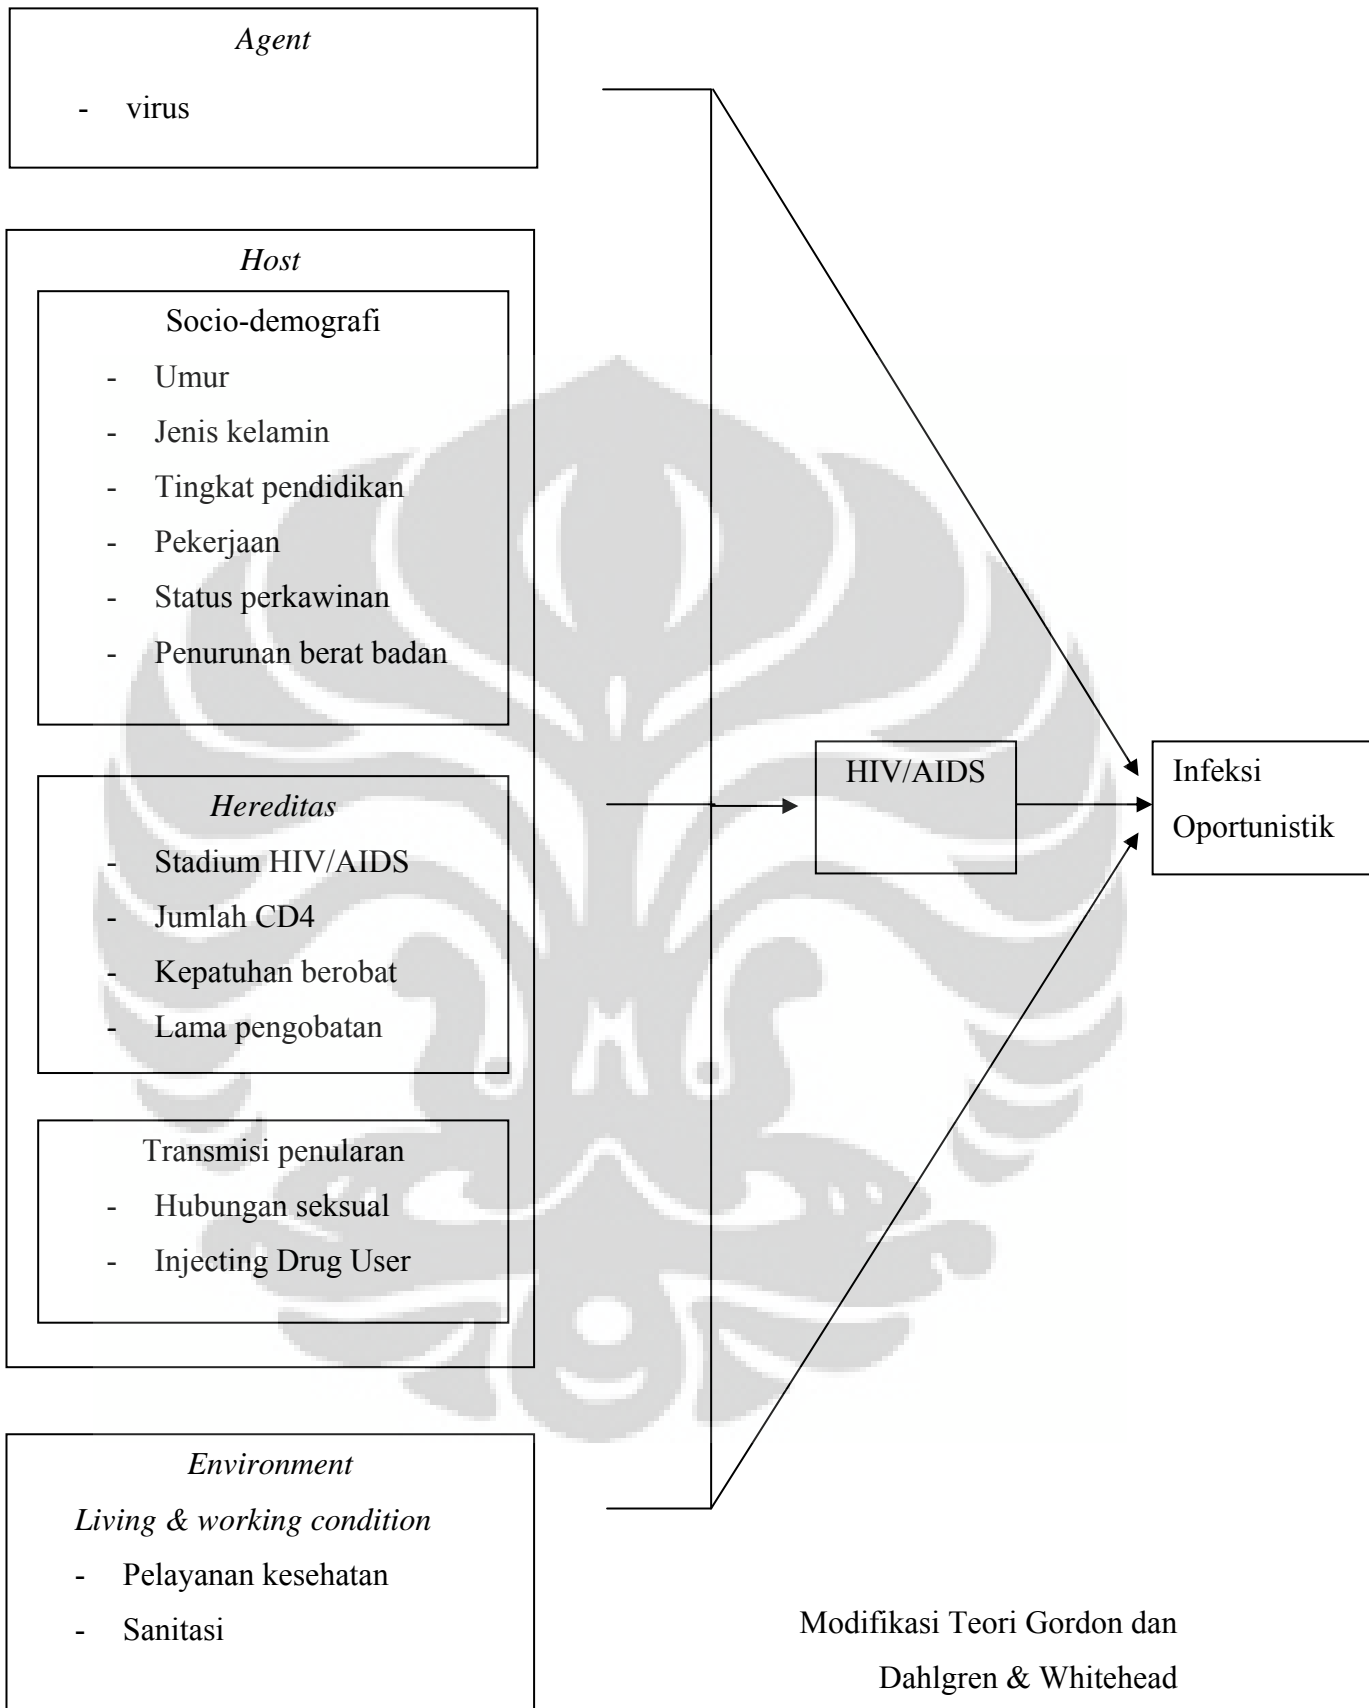 Agent
- virus
Host
Socio-demografi
- Umur
- Jenis kelamin
- Tingkat pendidikan
- Pekerjaan
- Status perkawinan
- Penurunan berat badan
Hereditas
- Stadium HIV/AIDS
- Jumlah CD4
- Kepatuhan berobat
- Lama pengobatan
Transmisi penularan
- Hubungan seksual
- Injecting Drug User
Environment
Living & working condition
- Pelayanan kesehatan
- Sanitasi
HIV/AIDS
Infeksi
Oportunistik
Modifikasi Teori Gordon dan
Dahlgren & Whitehead